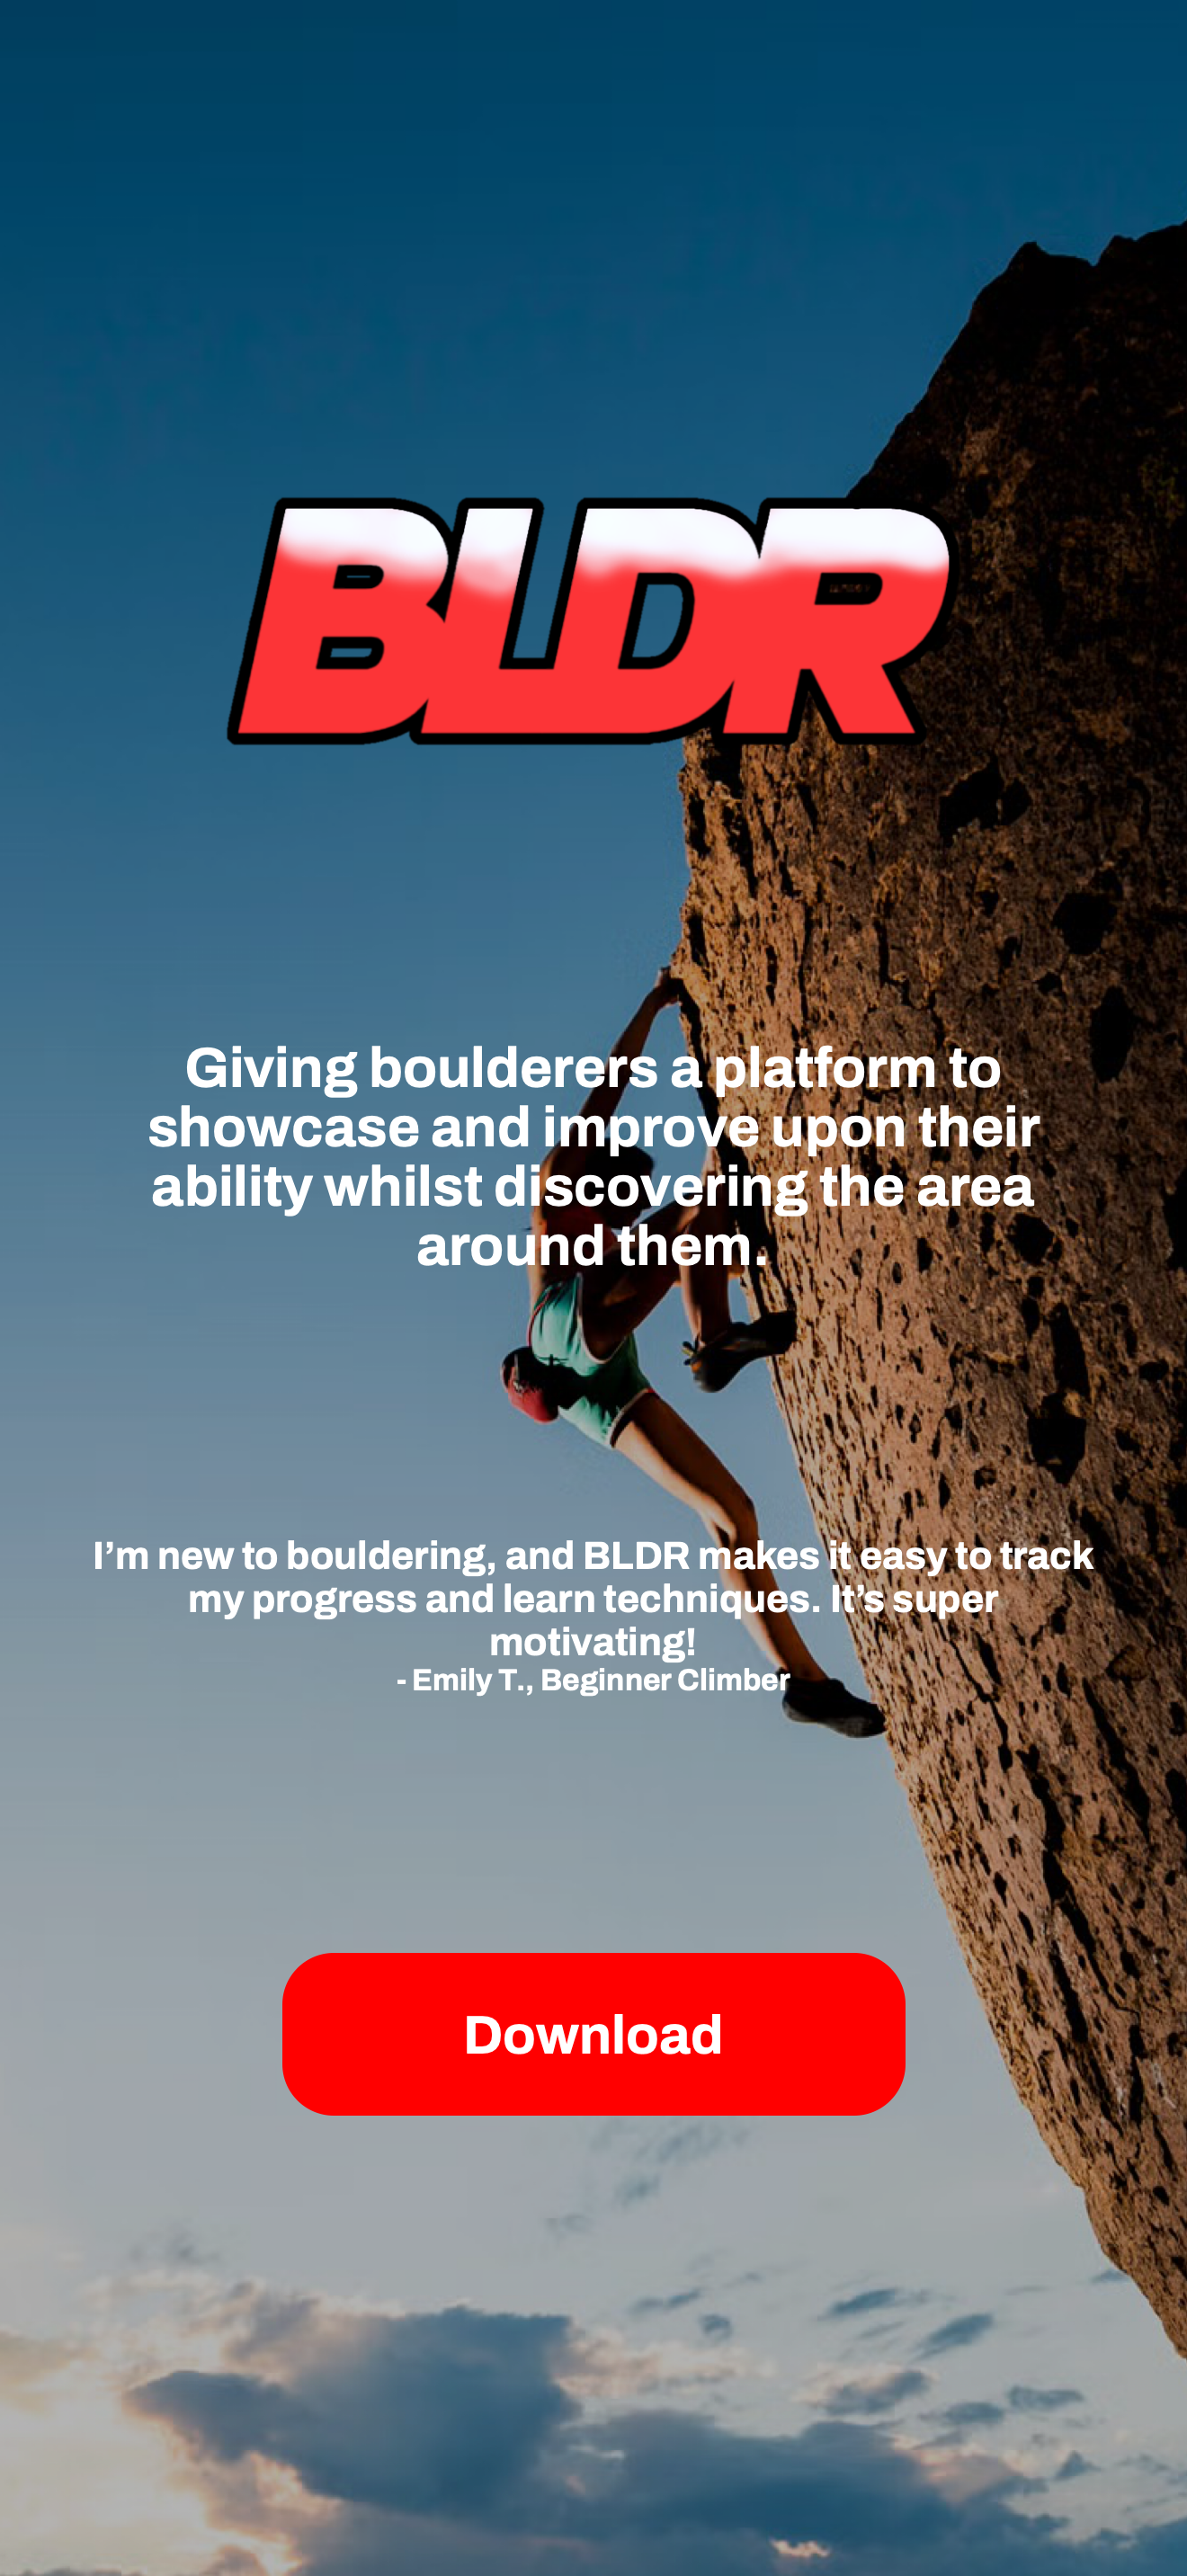 BLDR
Giving boulderers a platform to
showcase and improve upon their
ability whilst discovering the area
around them.
I’m new to bouldering, and BLDR makes it easy to track
my progress and learn techniques. It’s super
motivating!
- Emily T., Beginner Climber
Download